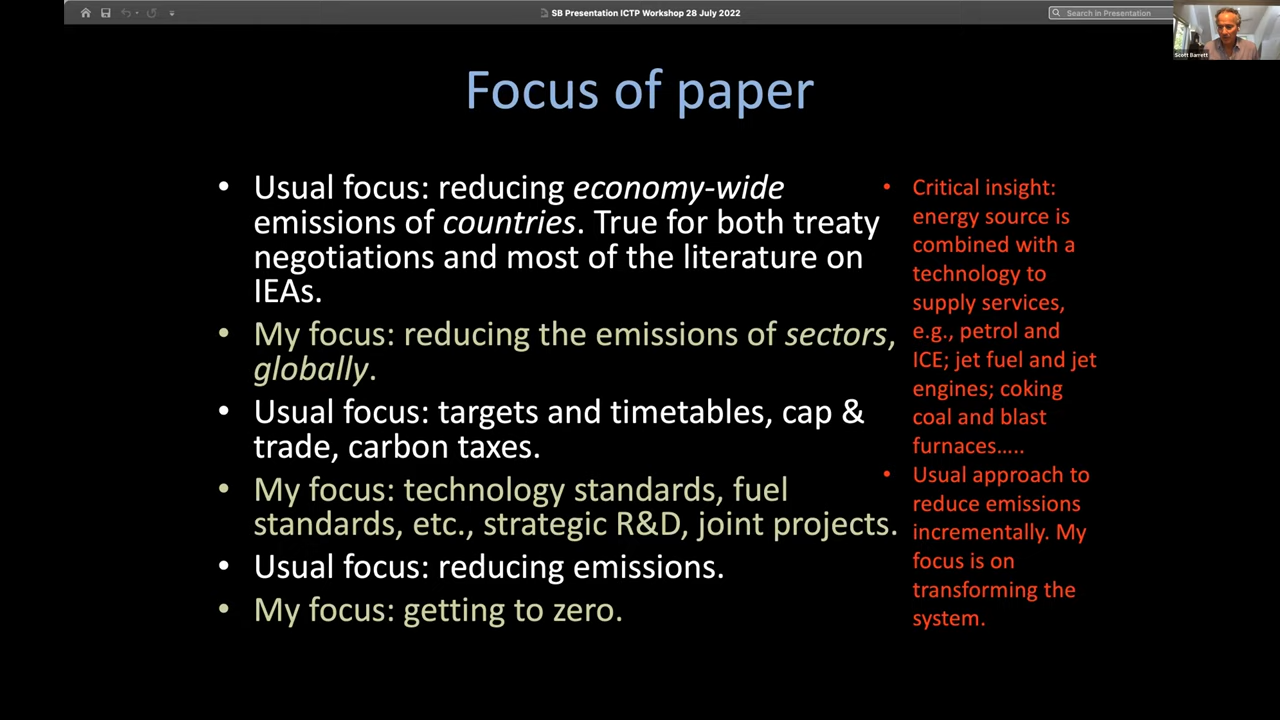 SB Presentation ICTP Workshop 28 July 2022
Search in Presentation
Scott Barrett
Focus of paper
• Usual focus: reducing economy-wide
emissions of countries. True for both treaty
negotiations and most of the literature on
IEAs.
• My focus: reducing the emissions of sectors,
globally.
• Usual focus: targets and timetables, cap &
trade, carbon taxes.
• My focus: technology standards, fuel
standards, etc., strategic R&D, joint projects.
• Usual focus: reducing emissions.
• My focus: getting to zero.
• Critical insight:
energy source is
combined with a
technology to
supply services,
e.g., petrol and
ICE; jet fuel and jet
engines; coking
coal and blast
furnaces.....
• Usual approach to
reduce emissions
incrementally. My
focus is on
transforming the
system.